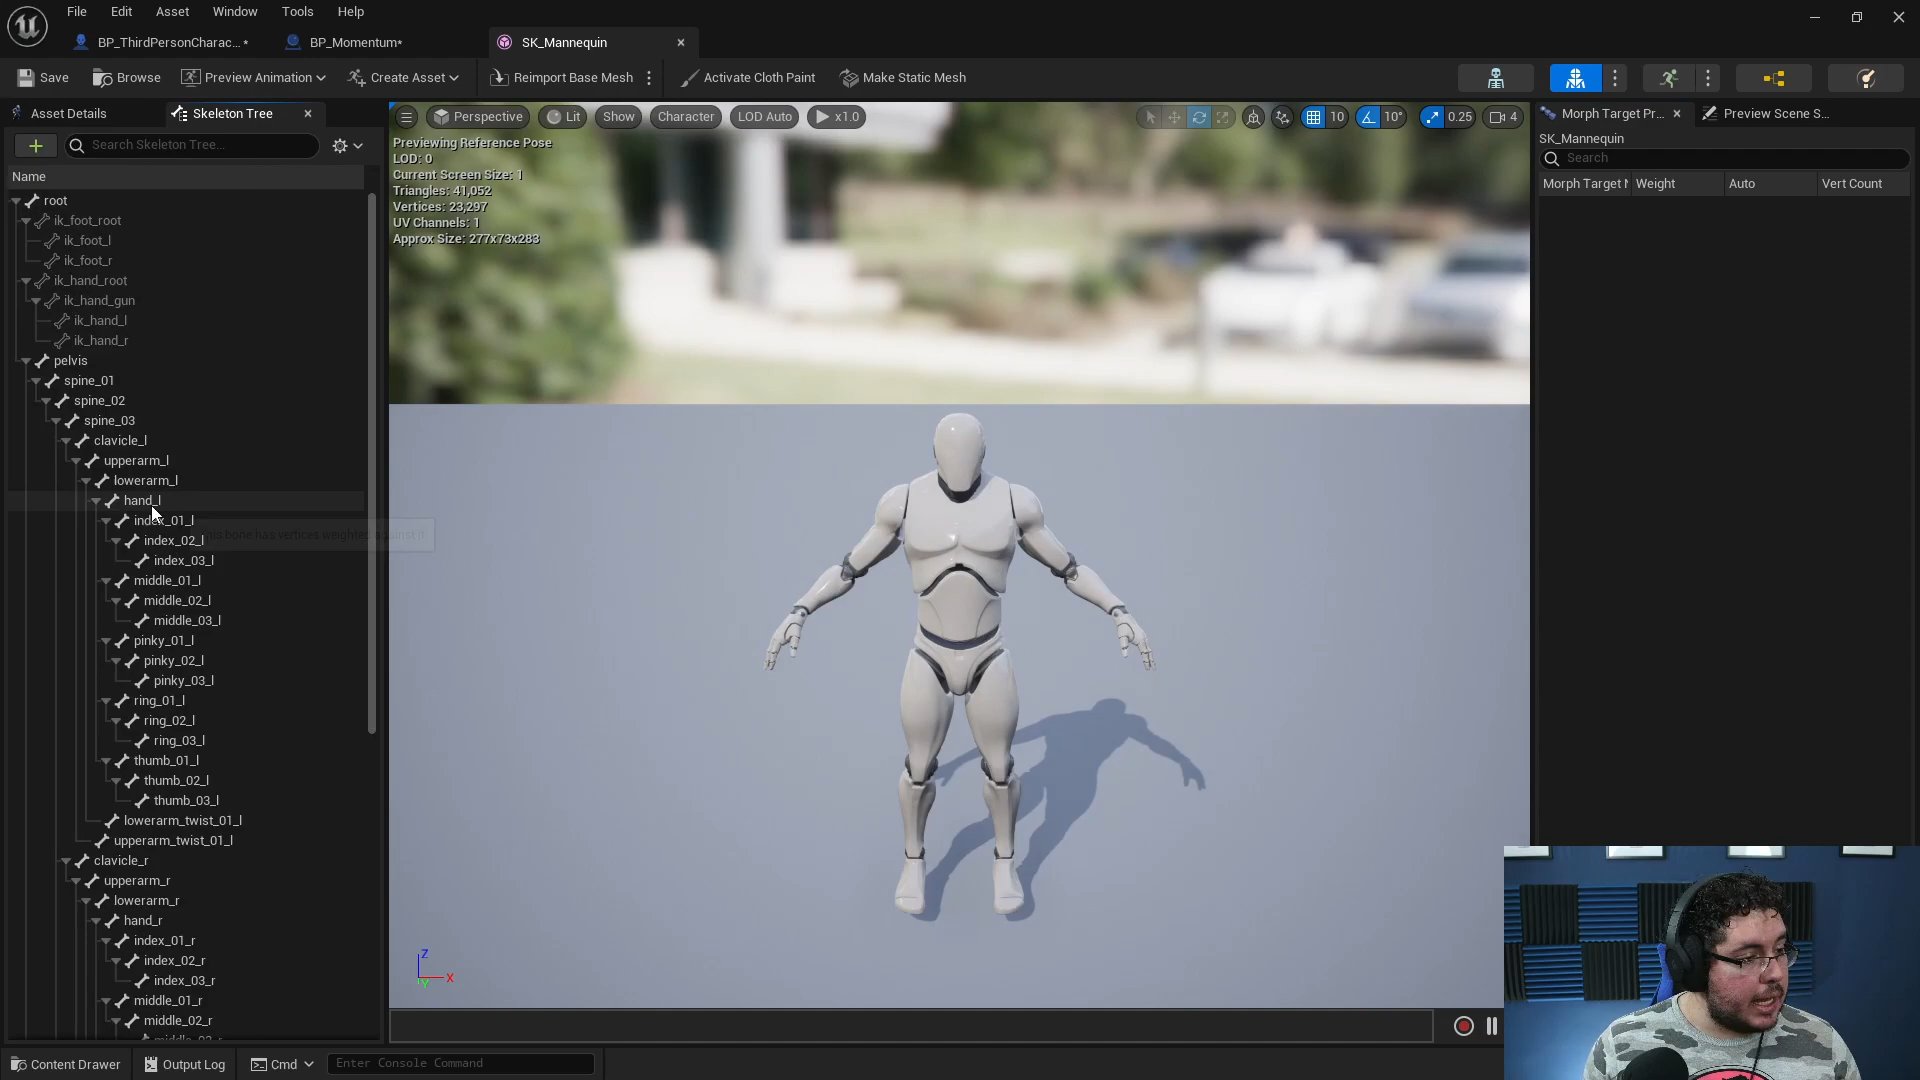 File Edit Asset Window Tools Help
BP_ThirdPersonCharac...* BP_Momentum* SK_Mannequin
Save Browse Preview Animation Create Asset Reimport Base Mesh Activate Cloth Paint Make Static Mesh
Asset Details Skeleton Tree
Search Skeleton Tree...
Name
root
ik_foot_root
ik_foot_l
ik_foot_r
ik_hand_root
ik_hand_gun
ik_hand_l
ik_hand_r
pelvis
spine_01
spine_02
spine_03
clavicle_l
upperarm_l
lowerarm_l
hand_l
index_01_l
index_02_l
index_03_l
middle_01_l
middle_02_l
middle_03_l
pinky_01_l
pinky_02_l
pinky_03_l
ring_01_l
ring_02_l
ring_03_l
thumb_01_l
thumb_02_l
thumb_03_l
lowerarm_twist_01_l
upperarm_twist_01_l
clavicle_r
upperarm_r
lowerarm_r
hand_r
index_01_r
index_02_r
index_03_r
middle_01_r
middle_02_r
bone has vertices weighted
Perspective Lit Show Character LOD Auto x1.0 10 10° 0.25 4
Previewing Reference Pose
LOD: 0
Current Screen Size: 1
Triangles: 41,052
Vertices: 23,297
UV Channels: 1
Approx Size: 277x73x283
Z
X
Y
Morph Target Pr... Preview Scene S...
SK_Mannequin
Search
Morph Target Weight Auto Vert Count
Content Drawer Output Log Cmd Enter Console Command